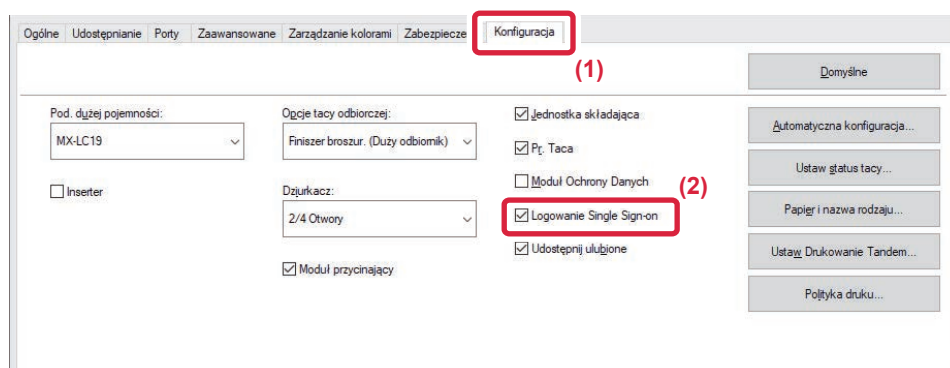 Ogólne Udostępnianie Porty Zaawansowane Zarządzanie kolorami Zabezpiecze Konfiguracja
(1)
Domyślne
Pod. dużej pojemności:
MX-LC19
Inserter
Opcje tacy odbiorczej:
Finiszer broszur. (Duży odbiornik)
Dziurkacz:
2/4 Otwory
Moduł przycinający
Jednostka składająca
Pr. Taca
Moduł Ochrony Danych
(2)
Logowanie Single Sign-on
Udostępnij ulubione
Automatyczna konfiguracja...
Ustaw status tacy...
Papier i nazwa rodzaju...
Ustaw Drukowanie Tandem...
Polityka druku...